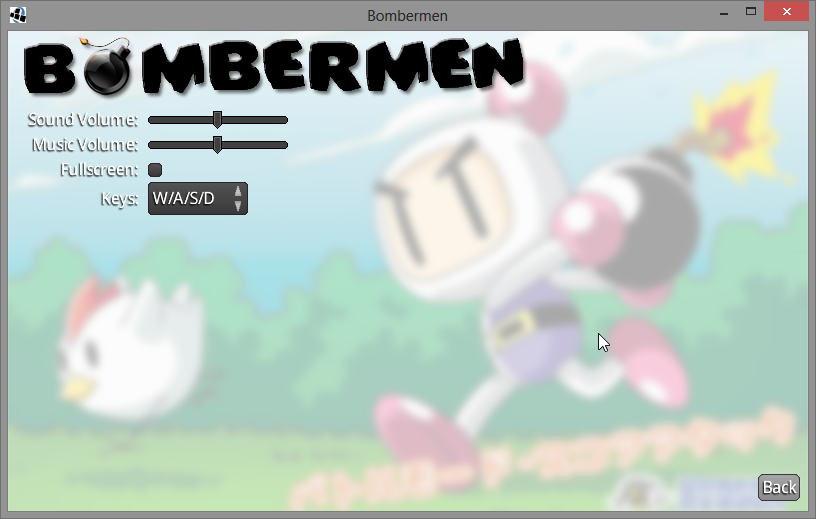 Bombermen
BOMBERMEN
Sound Volume:
Music Volume:
Fullscreen:
Keys: W/A/S/D
Back